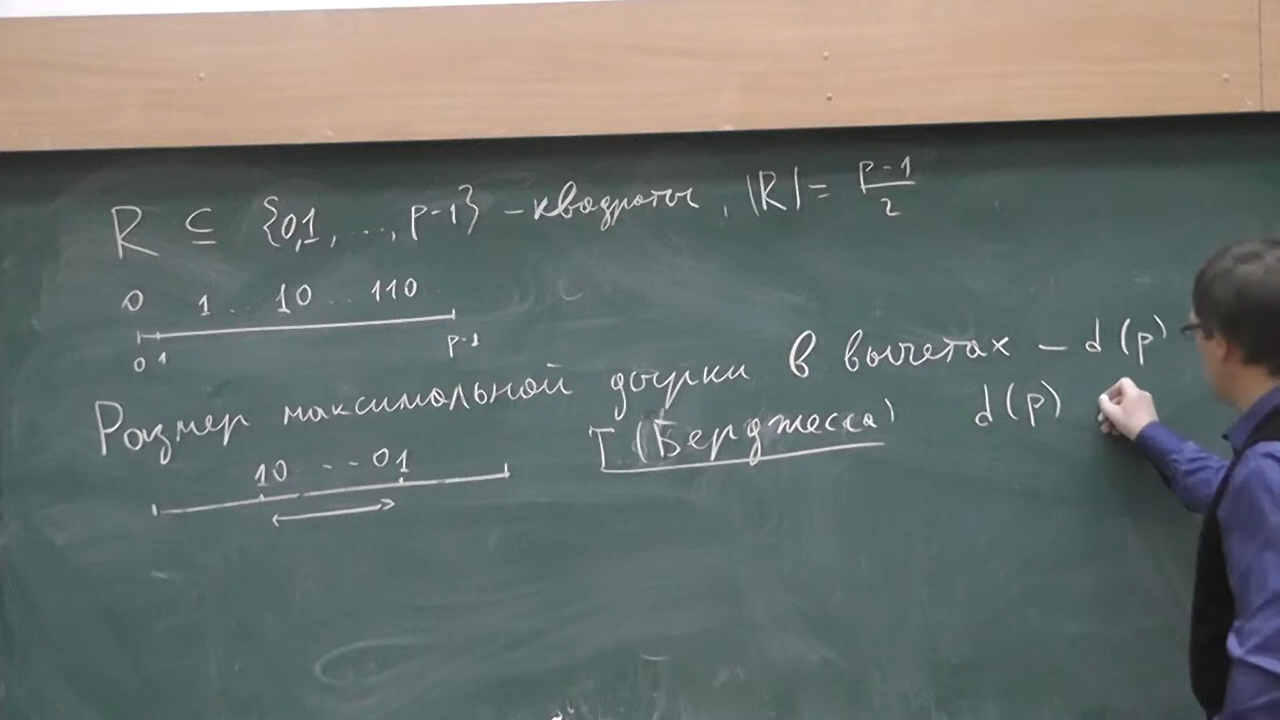 R ⊆ {0,1, ..., p-1} - квадраты, |R| = \frac{p-1}{2}
0 1 .. 10 .. 110
0 1 p-1
Размер максимальной дырки в вычетах - d(p)
Т. (Берджесса) d(p)
10 --- 01